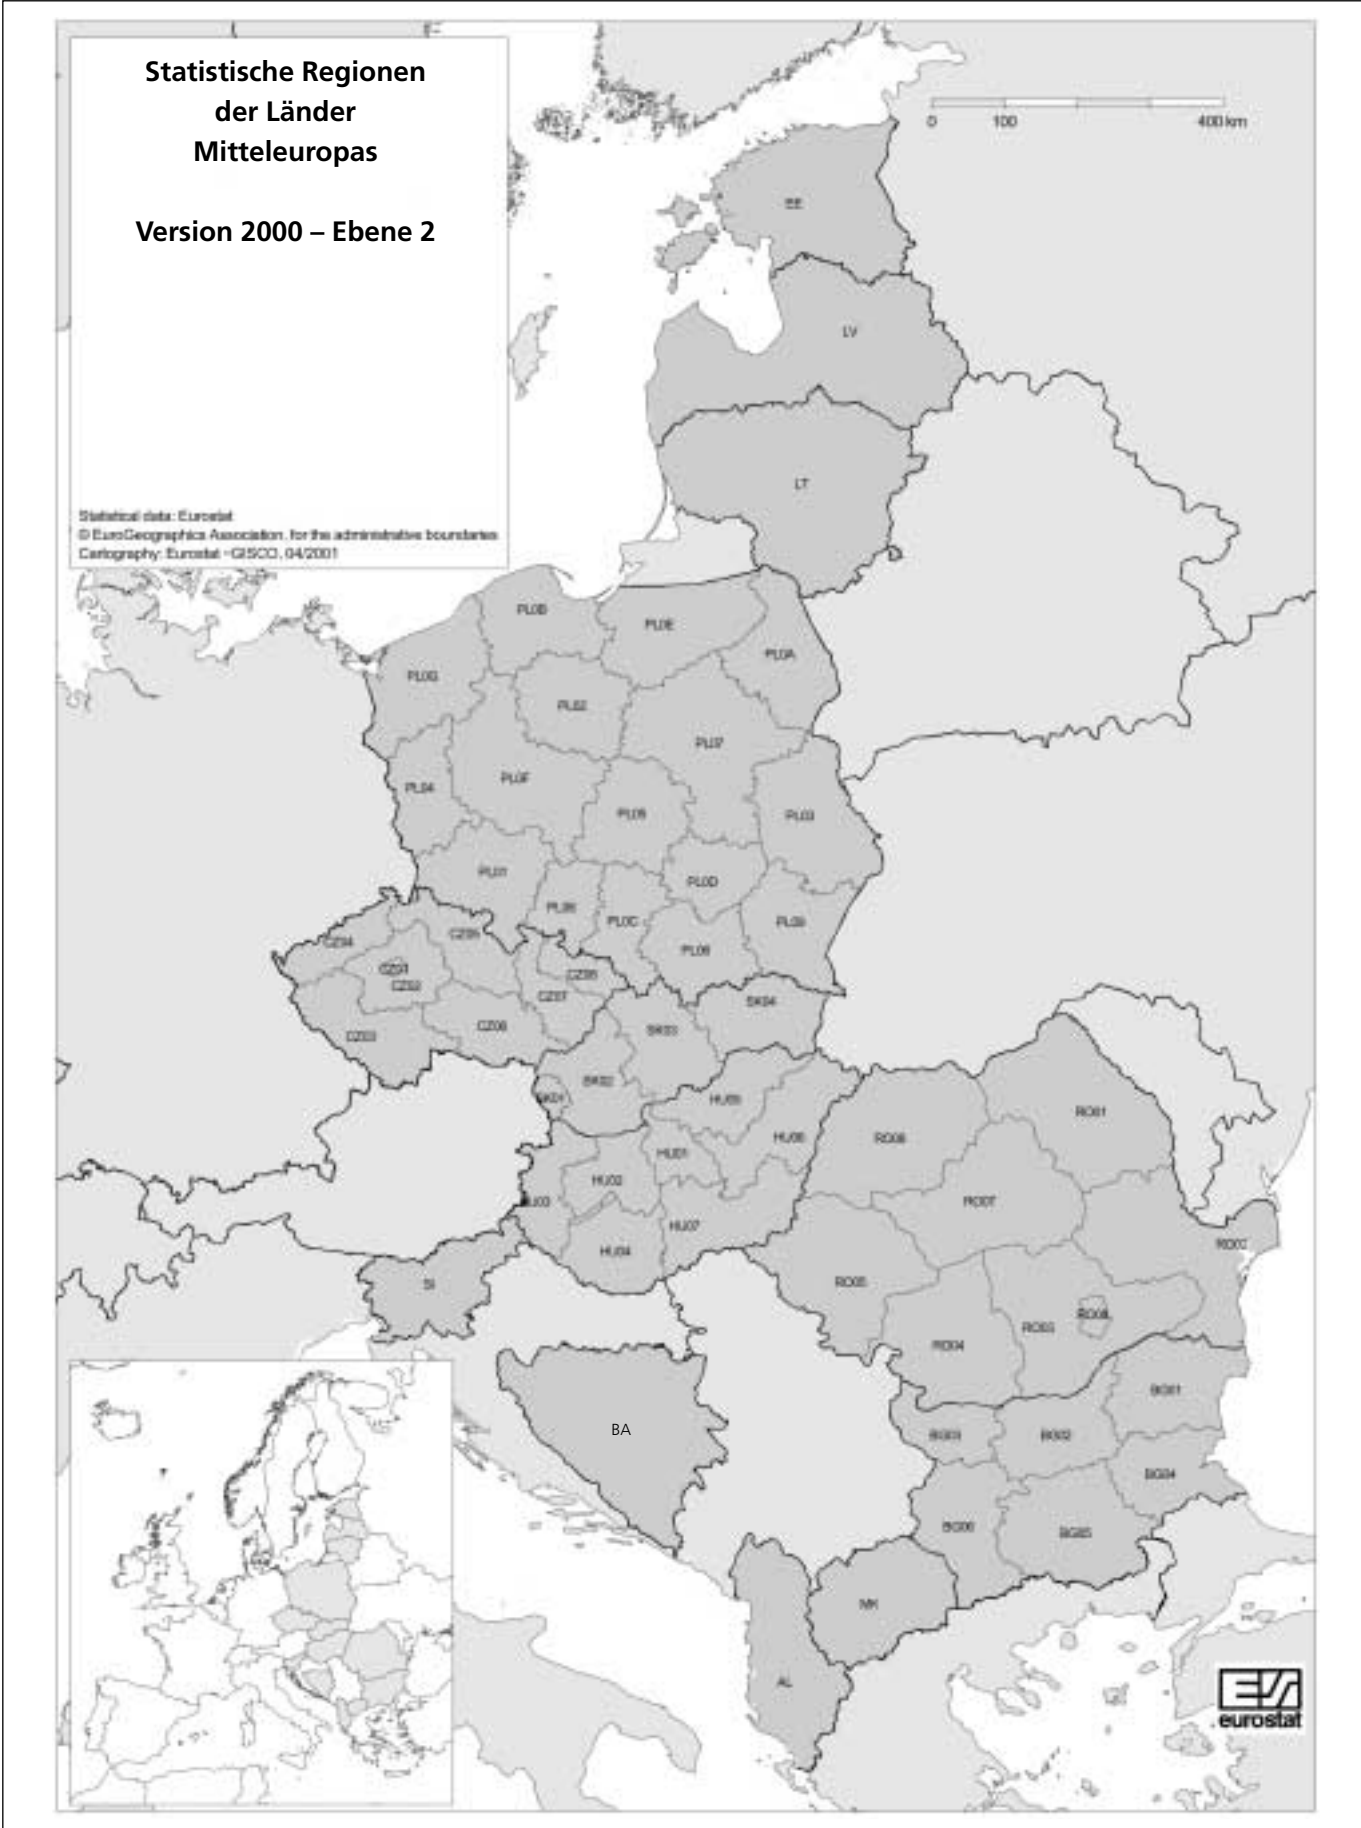 Statistische Regionen
der Länder
Mitteleuropas
Version 2000 – Ebene 2
Statistical data: Eurostat
© EuroGeographics Association, for the administrative boundaries
Cartography: Eurostat - GISCO, 04/2001
0 100 400 km
EE
LV
LT
PL0B
PL0E
PL0A
PL0G
PL02
PL07
PL0F
PL04
PL05
PL03
PL01
PL0D
PL0C
PL09
CZ04
CZ05
CZ01
CZ02
CZ07
CZ03
CZ06
SK04
SK03
SK02
SK01
HU05
HU06
HU01
HU02
HU03
HU07
HU04
RO01
RO06
RO07
RO02
RO05
RO08
RO03
RO04
SI
BA
BG01
BG03
BG02
BG04
BG06
BG05
MK
AL
eurostat